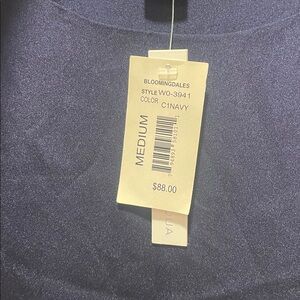 BLOOMINGDALES
STYLE W0-3941
COLOR C1NAVY
MEDIUM
$88.00